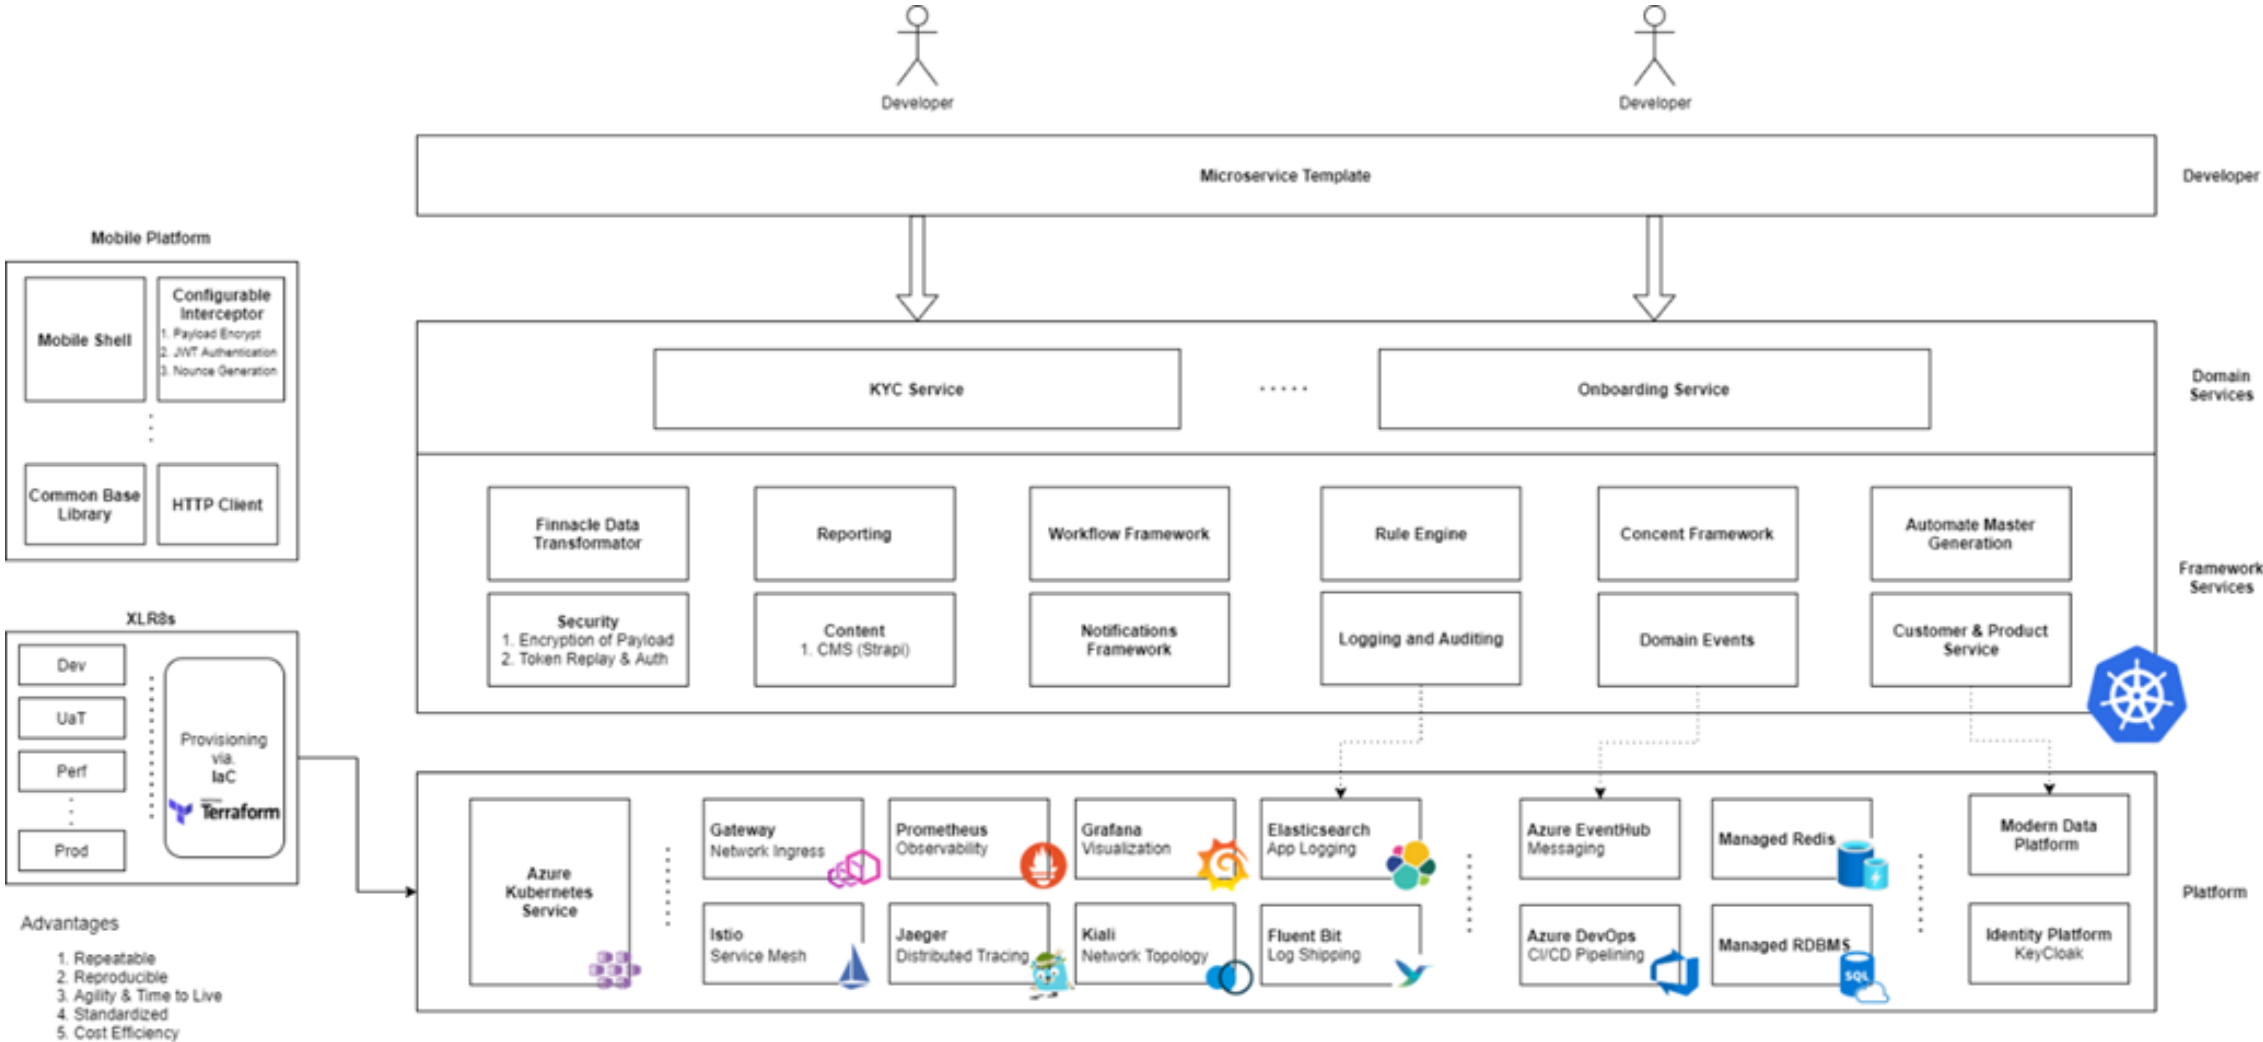 Developer
Developer
Microservice Template
Developer
Mobile Platform
Mobile Shell
Configurable
Interceptor
1. Payload Encrypt
2. JWT Authentication
3. Nounce Generation
Common Base
Library
HTTP Client
KYC Service
Onboarding Service
Domain
Services
Finnacle Data
Transformator
Reporting
Workflow Framework
Rule Engine
Concent Framework
Automate Master
Generation
Security
1. Encryption of Payload
2. Token Replay & Auth
Content
1. CMS (Strapi)
Notifications
Framework
Logging and Auditing
Domain Events
Customer & Product
Service
Framework
Services
XLR8s
Dev
UaT
Perf
Prod
Provisioning
via.
IaC
Terraform
Advantages
1. Repeatable
2. Reproducible
3. Agility & Time to Live
4. Standardized
5. Cost Efficiency
Azure
Kubernetes
Service
Gateway
Network Ingress
Prometheus
Observability
Grafana
Visualization
Elasticsearch
App Logging
Azure EventHub
Messaging
Managed Redis
Modern Data
Platform
Istio
Service Mesh
Jaeger
Distributed Tracing
Kiali
Network Topology
Fluent Bit
Log Shipping
Azure DevOps
CI/CD Pipelining
Managed RDBMS
SQL
Identity Platform
KeyCloak
Platform